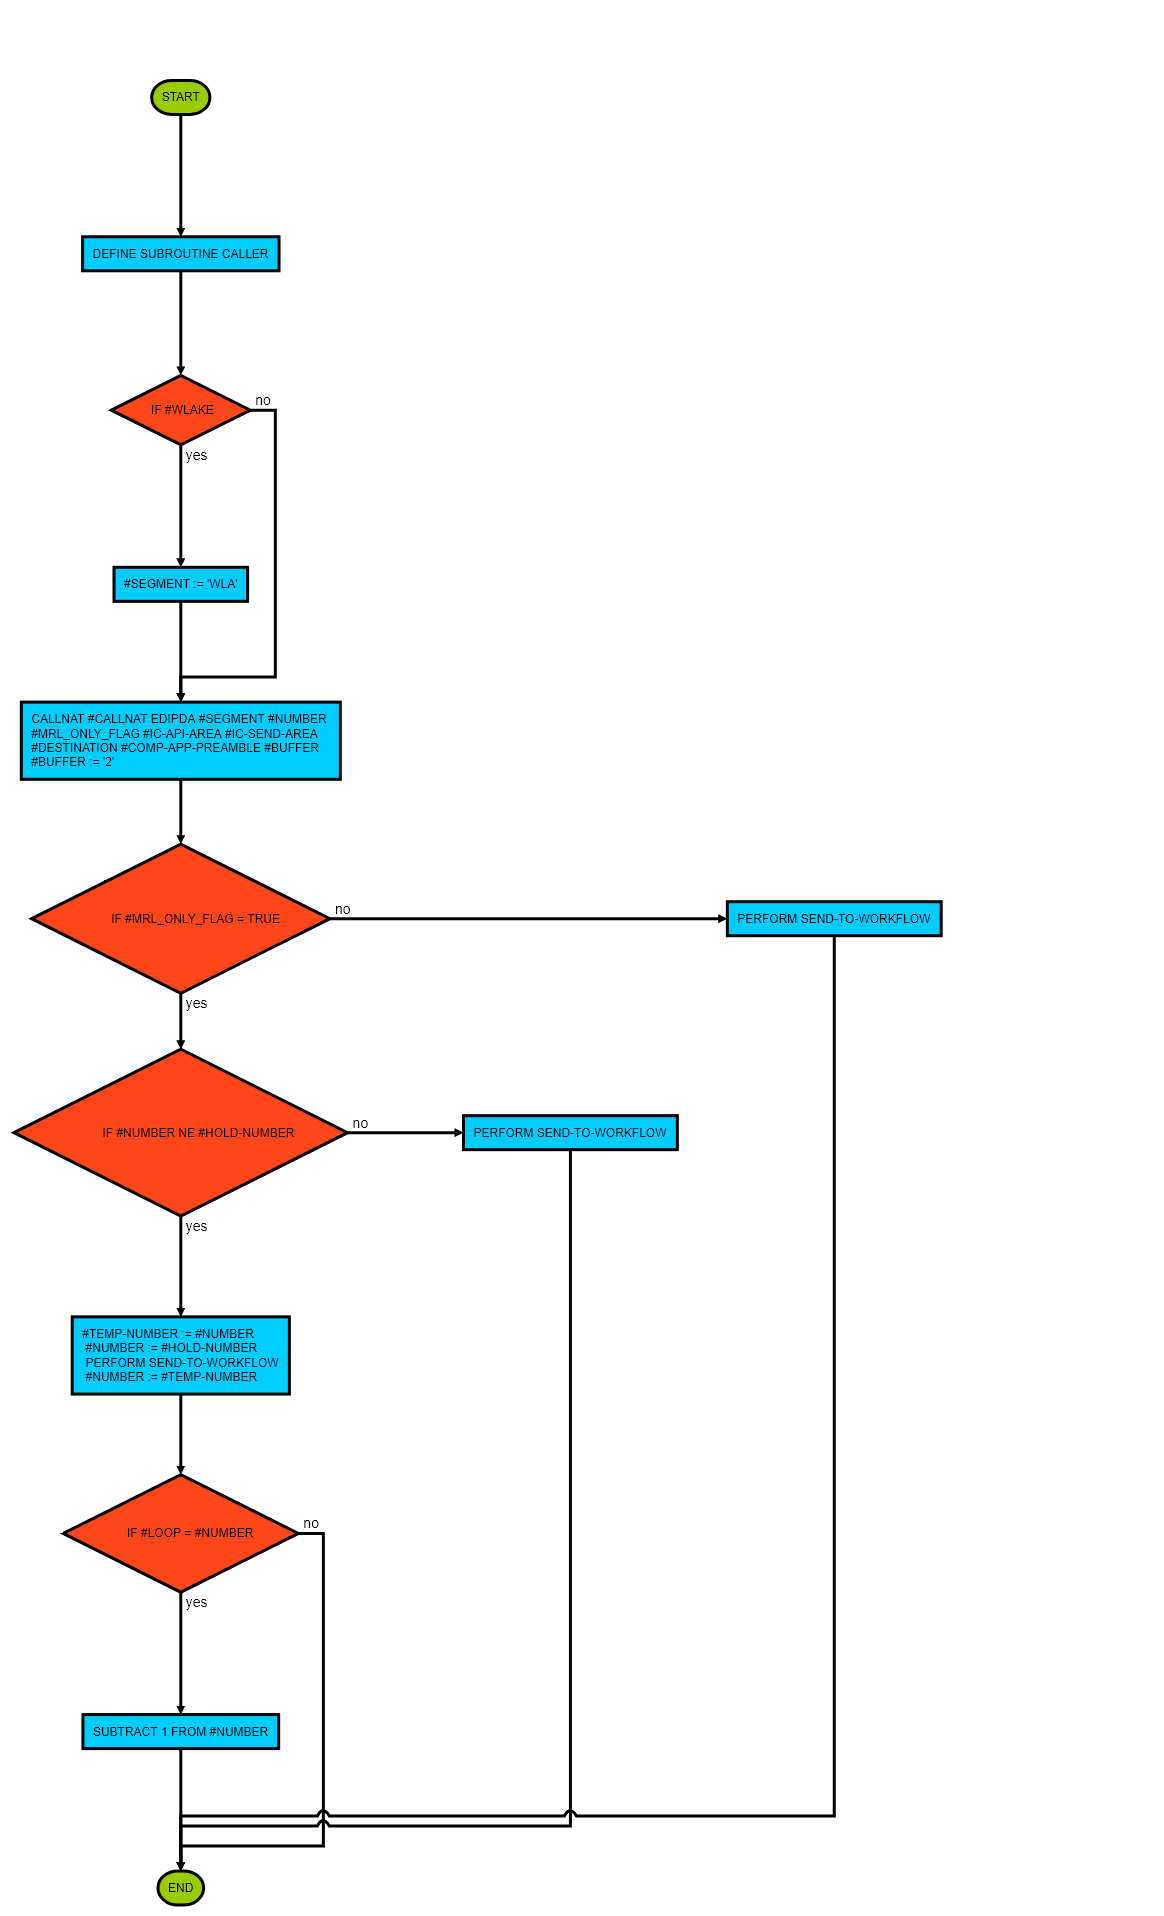 START
DEFINE SUBROUTINE CALLER
IF #WLAKE
no
yes
#SEGMENT := 'WLA'
CALLNAT #CALLNAT EDIPDA #SEGMENT #NUMBER
#MRL_ONLY_FLAG #IC-API-AREA #IC-SEND-AREA
#DESTINATION #COMP-APP-PREAMBLE #BUFFER
#BUFFER := '2'
IF #MRL_ONLY_FLAG = TRUE
no
PERFORM SEND-TO-WORKFLOW
yes
IF #NUMBER NE #HOLD-NUMBER
no
PERFORM SEND-TO-WORKFLOW
yes
#TEMP-NUMBER := #NUMBER
#NUMBER := #HOLD-NUMBER
PERFORM SEND-TO-WORKFLOW
#NUMBER := #TEMP-NUMBER
IF #LOOP = #NUMBER
no
yes
SUBTRACT 1 FROM #NUMBER
END